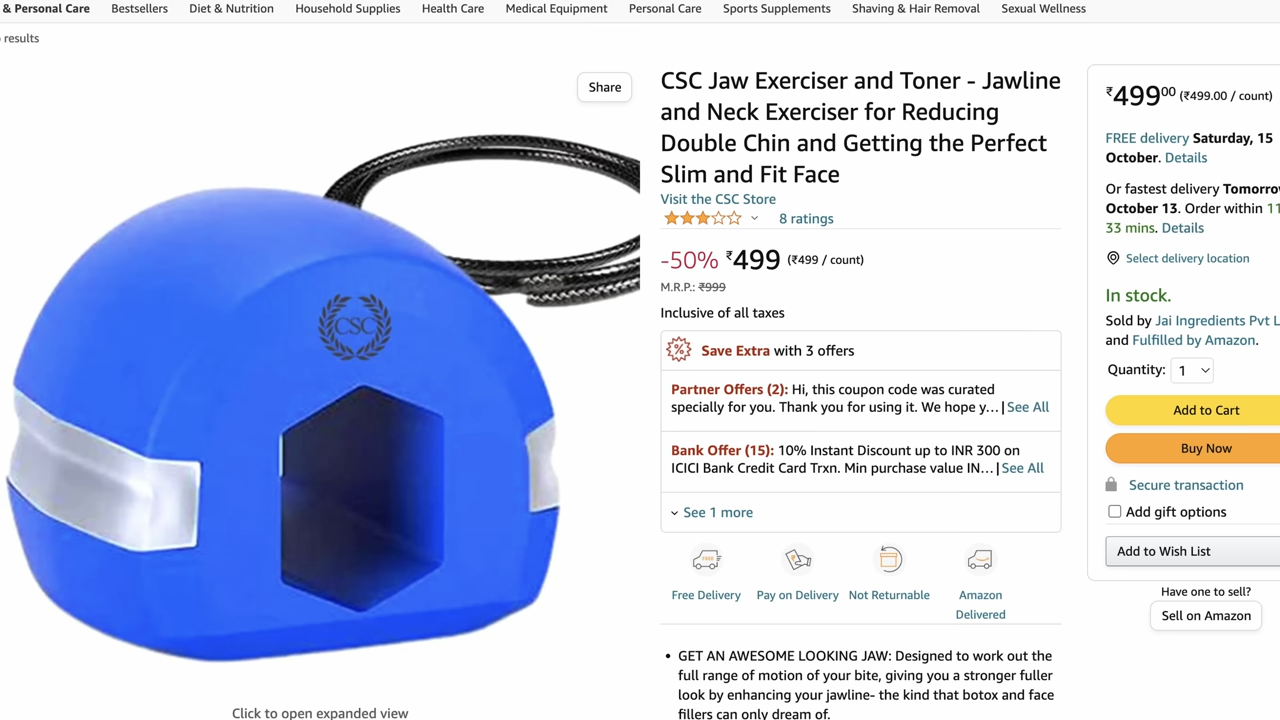 & Personal Care Bestsellers Diet & Nutrition Household Supplies Health Care Medical Equipment Personal Care Sports Supplements Shaving & Hair Removal Sexual Wellness
results
Share
CSC
Click to open expanded view
CSC Jaw Exerciser and Toner - Jawline
and Neck Exerciser for Reducing
Double Chin and Getting the Perfect
Slim and Fit Face
Visit the CSC Store
8 ratings
-50% ₹499 (₹499 / count)
M.R.P.: ₹999
Inclusive of all taxes
Save Extra with 3 offers
Partner Offers (2): Hi, this coupon code was curated
specially for you. Thank you for using it. We hope y... | See All
Bank Offer (15): 10% Instant Discount up to INR 300 on
ICICI Bank Credit Card Trxn. Min purchase value IN... | See All
See 1 more
FREE
Free Delivery
Pay on Delivery
Not Returnable
Amazon
Delivered
• GET AN AWESOME LOOKING JAW: Designed to work out the
full range of motion of your bite, giving you a stronger fuller
look by enhancing your jawline- the kind that botox and face
fillers can only dream of.
₹49900 (₹499.00 / count)
FREE delivery Saturday, 15
October. Details
Or fastest delivery Tomorro
October 13. Order within 11
33 mins. Details
Select delivery location
In stock.
Sold by Jai Ingredients Pvt L
and Fulfilled by Amazon.
Quantity: 1
Add to Cart
Buy Now
Secure transaction
Add gift options
Add to Wish List
Have one to sell?
Sell on Amazon